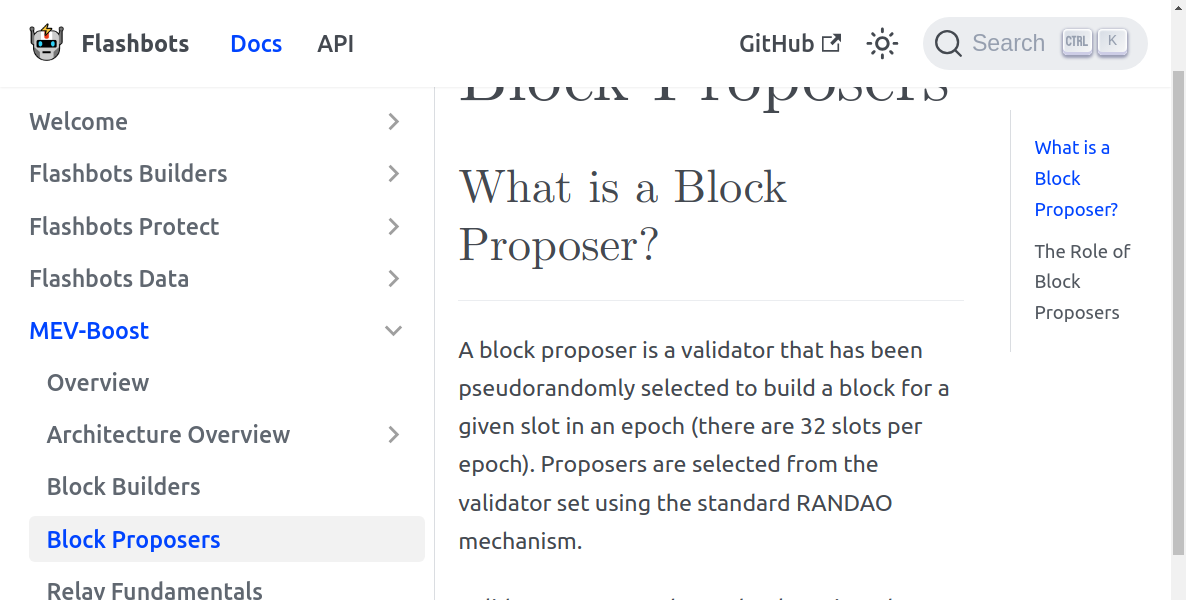 Flashbots Docs API GitHub Search CTRL K
Welcome
Flashbots Builders
Flashbots Protect
Flashbots Data
MEV-Boost
Overview
Architecture Overview
Block Builders
Block Proposers
Relay Fundamentals
Block Proposers
What is a Block
Proposer?
A block proposer is a validator that has been
pseudorandomly selected to build a block for a
given slot in an epoch (there are 32 slots per
epoch). Proposers are selected from the
validator set using the standard RANDAO
mechanism.
What is a
Block
Proposer?
The Role of
Block
Proposers